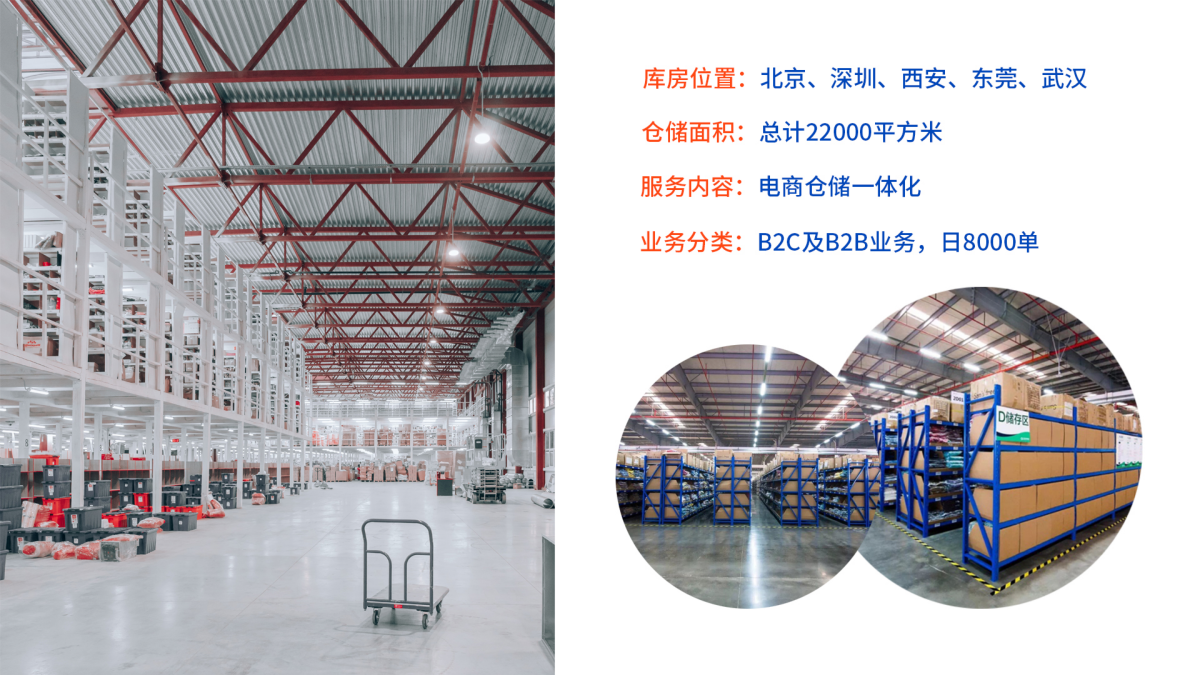 库房位置：北京、深圳、西安、东莞、武汉
仓储面积：总计22000平方米
服务内容：电商仓储一体化
业务分类：B2C及B2B业务，日8000单
D储存区